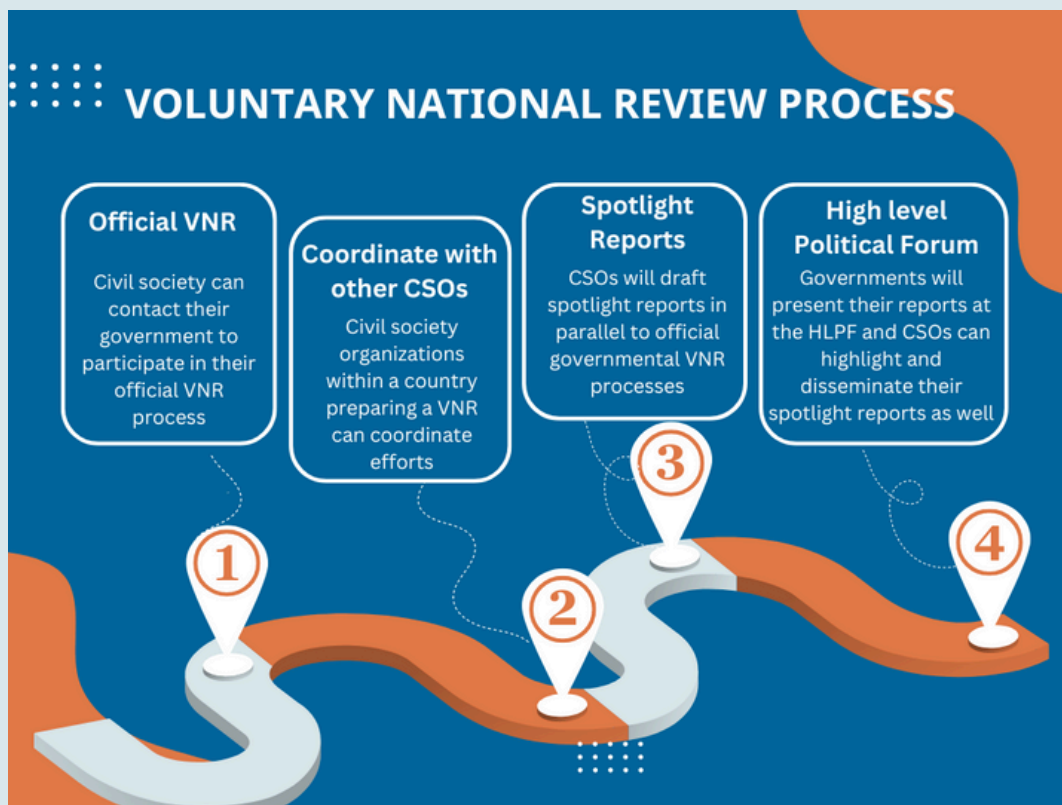 VOLUNTARY NATIONAL REVIEW PROCESS
Official VNR
Civil society can
contact their
government to
participate in their
official VNR
process
Coordinate with
other CSOs
Civil society
organizations
within a country
preparing a VNR
can coordinate
efforts
Spotlight
Reports
CSOs will draft
spotlight reports in
parallel to official
governmental VNR
processes
High level
Political Forum
Governments will
present their reports at
the HLPF and CSOs can
highlight and
disseminate their
spotlight reports as well
1
2
3
4